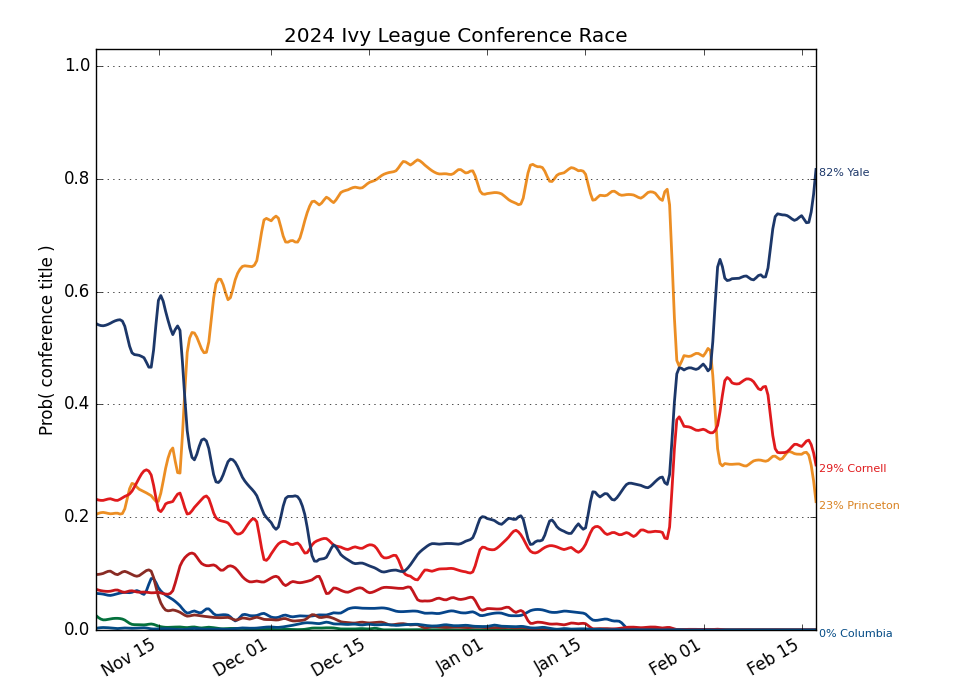 2024 Ivy League Conference Race
Prob( conference title )
1.0
0.8
0.6
0.4
0.2
0.0
82% Yale
29% Cornell
23% Princeton
0% Columbia
Nov 15
Dec 01
Dec 15
Jan 01
Jan 15
Feb 01
Feb 15